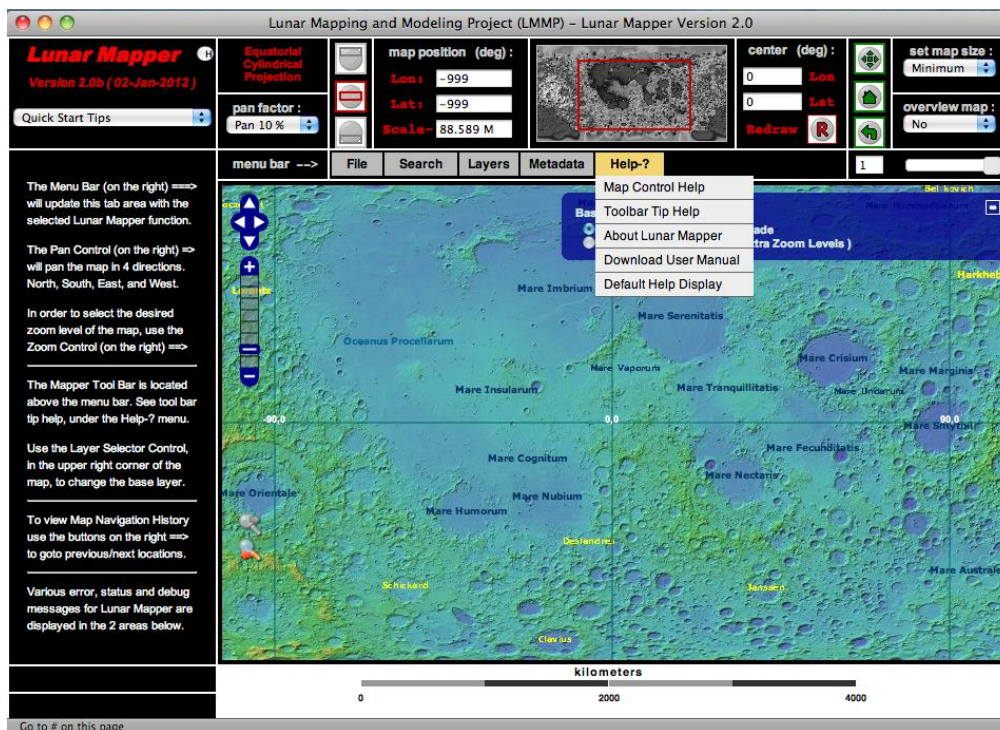 Lunar Mapping and Modeling Project (LMMP) – Lunar Mapper Version 2.0
Lunar Mapper
H
Version 2.0b ( 02-Jan-2012 )
Quick Start Tips
Equatorial
Cylindrical
Projection
pan factor :
Pan 10 %
map position (deg) :
Lon: -999
Lat: -999
Scale- 88.589 M
center (deg) :
0 Lon
0 Lat
Redraw R
set map size :
Minimum
overview map :
No
menu bar -->
File
Search
Layers
Metadata
Help-?
1
Map Control Help
Toolbar Tip Help
About Lunar Mapper
Download User Manual
Default Help Display
The Menu Bar (on the right) ===>
will update this tab area with the
selected Lunar Mapper function.
The Pan Control (on the right) =>
will pan the map in 4 directions.
North, South, East, and West.
In order to select the desired
zoom level of the map, use the
Zoom Control (on the right) ==>
The Mapper Tool Bar is located
above the menu bar. See tool bar
tip help, under the Help-? menu.
Use the Layer Selector Control,
in the upper right corner of the
map, to change the base layer.
To view Map Navigation History
use the buttons on the right ==>
to goto previous/next locations.
Various error, status and debug
messages for Lunar Mapper are
displayed in the 2 areas below.
Bas
ade
tra Zoom Levels )
Bel'kovich
Harkheb
Lorentz
Mare Imbrium
Mare Serenitatis
Oceanus Procellarum
Mare Vaporum
Mare Crisium
Mare Marginis
Mare Insularum
Mare Tranquillitatis
Mare Undarum
-90,0
0,0
90,0
Mare Smythii
Mare Cognitum
Mare Fecunditatis
Mare Nectaris
Mare Orientale
Mare Nubium
Mare Humorum
Deslandres
Mare Australe
Schickard
Janssen
Clavius
kilometers
0
2000
4000
Go to # on this page